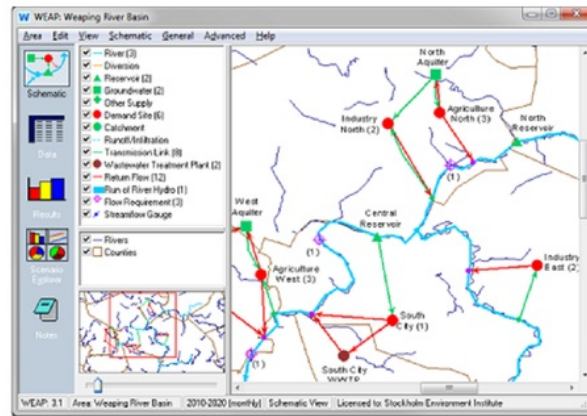 WEAP: Weaping River Basin
Area Edit View Schematic General Advanced Help
Schematic
Data
Results
Scenario Explorer
Notes
River (3)
Diversion
Reservoir (2)
Groundwater (2)
Other Supply
Demand Site (6)
Catchment
Runoff/Infiltration
Transmission Link (8)
Wastewater Treatment Plant (2)
Return Flow (12)
Run of River Hydro (1)
Flow Requirement (3)
Streamflow Gauge
Rivers
Counties
North
Aquifer
Industry
North (2)
Agriculture
North (3)
North
Reservoir
(1)
West
Aquifer
Central
Reservoir
(1)
Agriculture
West (3)
Industry
East (2)
South
City (1)
South City
WWTP
(1)
WEAP: 3.1 Area: Weaping River Basin 2010-2020 (monthly) Schematic View Licensed to: Stockholm Environment Institute